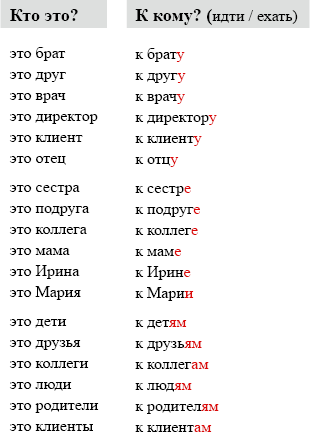 Кто это? К кому? (идти / ехать)
это брат к брату
это друг к другу
это врач к врачу
это директор к директору
это клиент к клиенту
это отец к отцу
это сестра к сестре
это подруга к подруге
это коллега к коллеге
это мама к маме
это Ирина к Ирине
это Мария к Марии
это дети к детям
это друзья к друзьям
это коллеги к коллегам
это люди к людям
это родители к родителям
это клиенты к клиентам